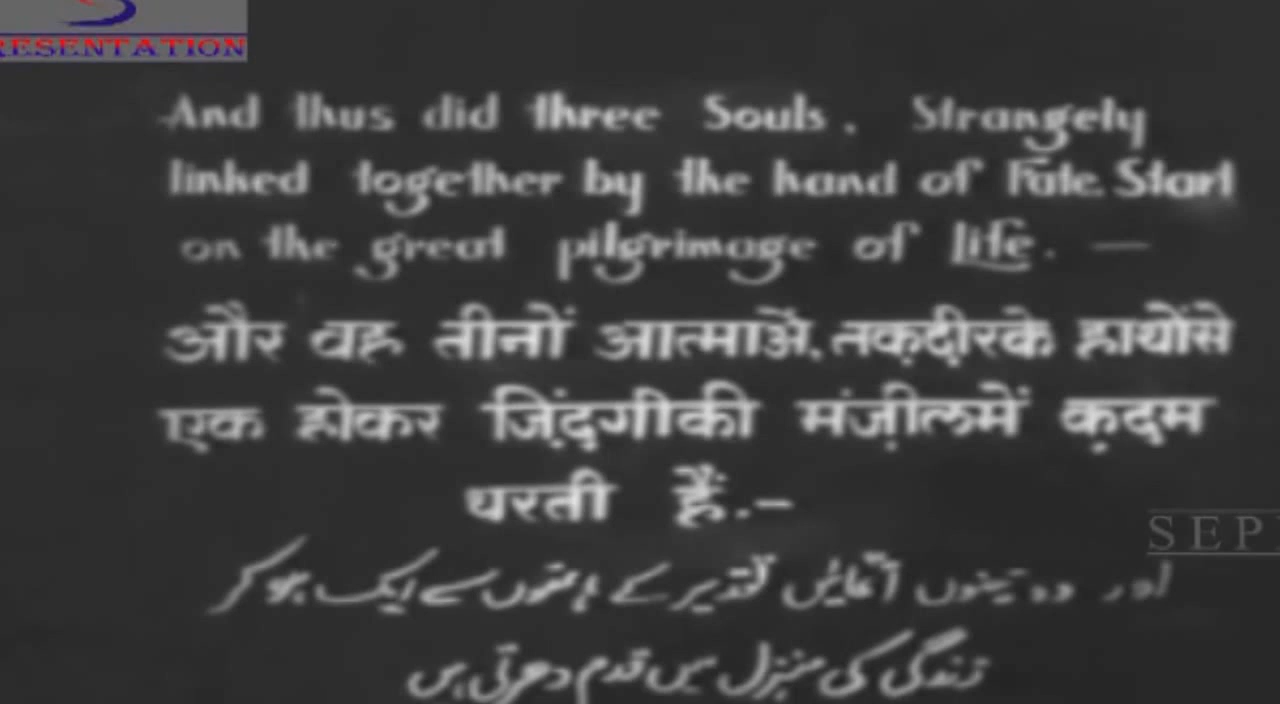 RESENTATION
And thus did three Souls, Strangely
linked together by the hand of Fate. Start
on the great pilgrimage of Life. —
और वह तीनों आत्माअें, तक़दीरके हाथोंसे
एक होकर ज़िंदगीकी मंज़ीलमें क़दम
धरती हैं.-
SEP
اور وہ تینوں آتمائیں تقدیر کے ہاتھوں سے ایک ہو کر
زندگی کی منزل میں قدم دھرتی ہیں